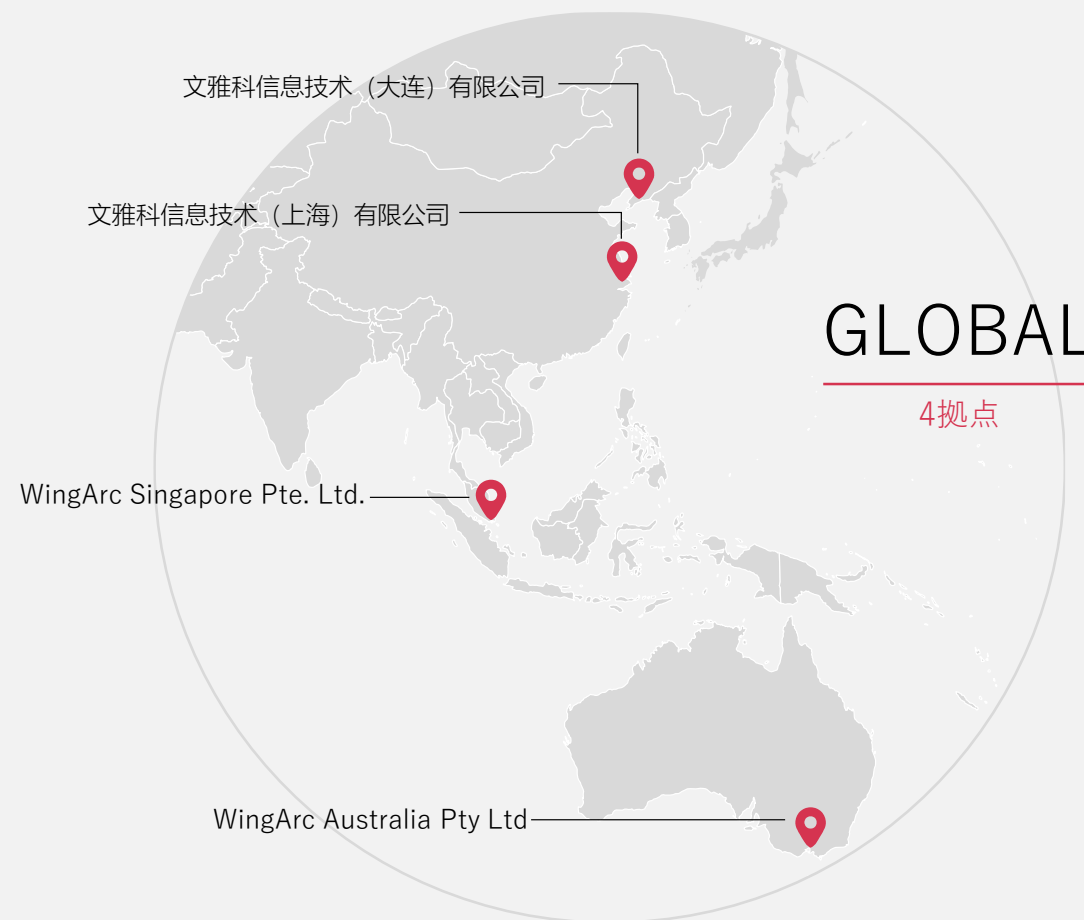 文雅科信息技术（大连）有限公司
文雅科信息技术（上海）有限公司
GLOBAL
4拠点
WingArc Singapore Pte. Ltd.
WingArc Australia Pty Ltd